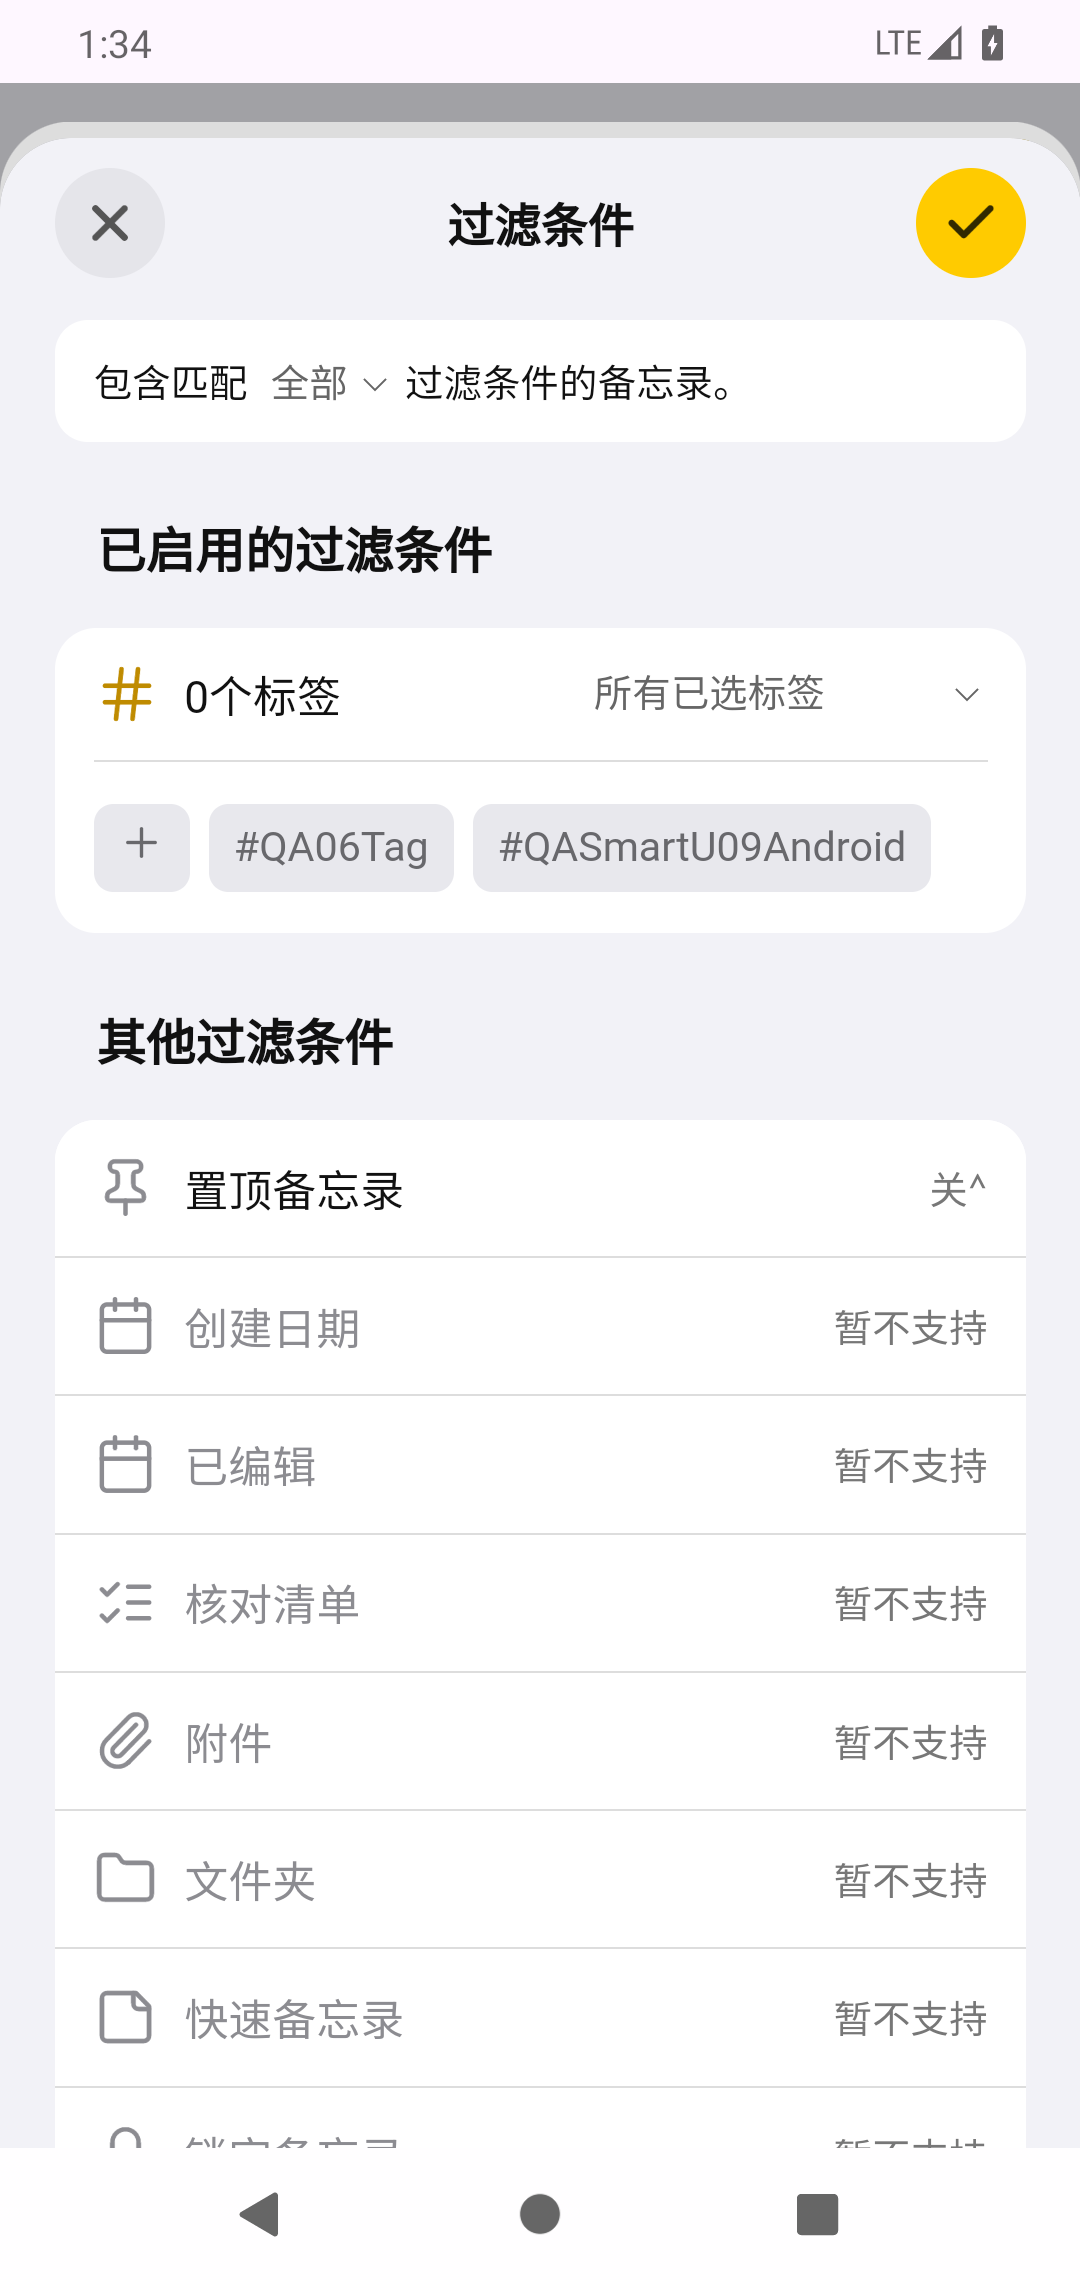 1:34
LTE
过滤条件
包含匹配 全部 过滤条件的备忘录。
已启用的过滤条件
0个标签 所有已选标签
+ #QA06Tag #QASmartU09Android
其他过滤条件
置顶备忘录 关^
创建日期 暂不支持
已编辑 暂不支持
核对清单 暂不支持
附件 暂不支持
文件夹 暂不支持
快速备忘录 暂不支持